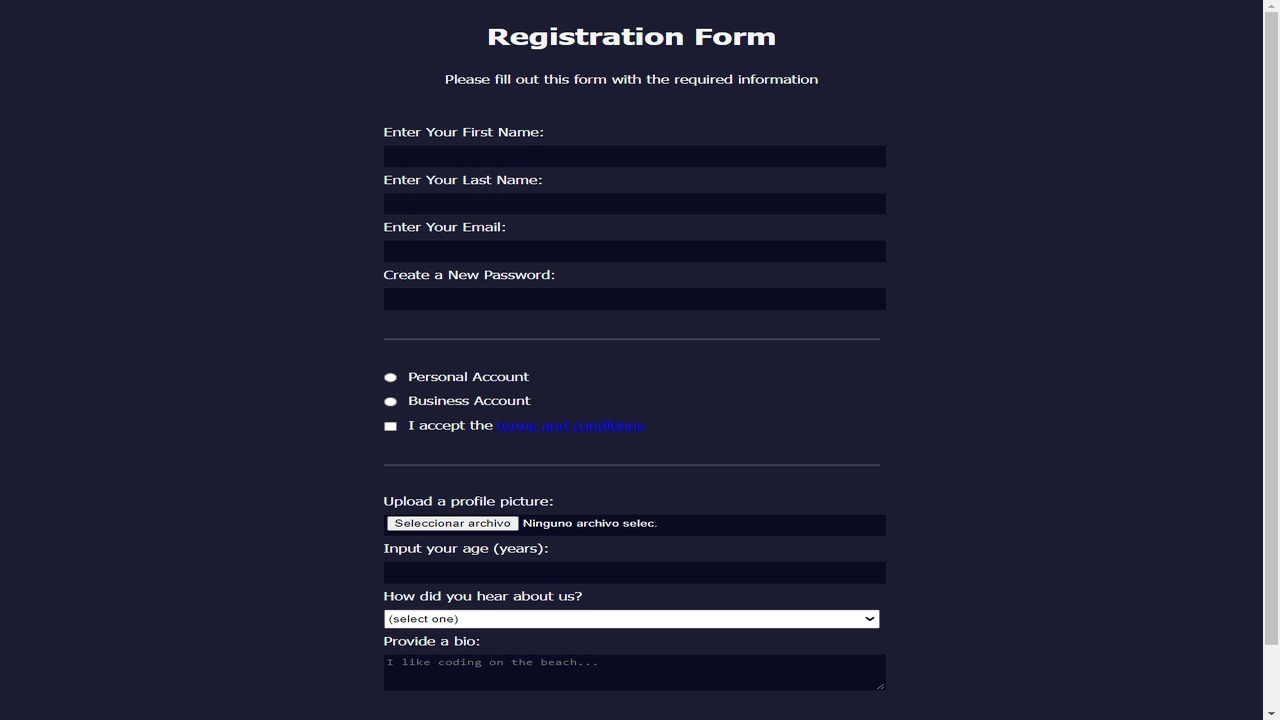 Registration Form
Please fill out this form with the required information
Enter Your First Name:
Enter Your Last Name:
Enter Your Email:
Create a New Password:
Personal Account
Business Account
I accept the terms and conditions
Upload a profile picture:
Seleccionar archivo Ninguno archivo selec.
Input your age (years):
How did you hear about us?
(select one)
Provide a bio:
I like coding on the beach...